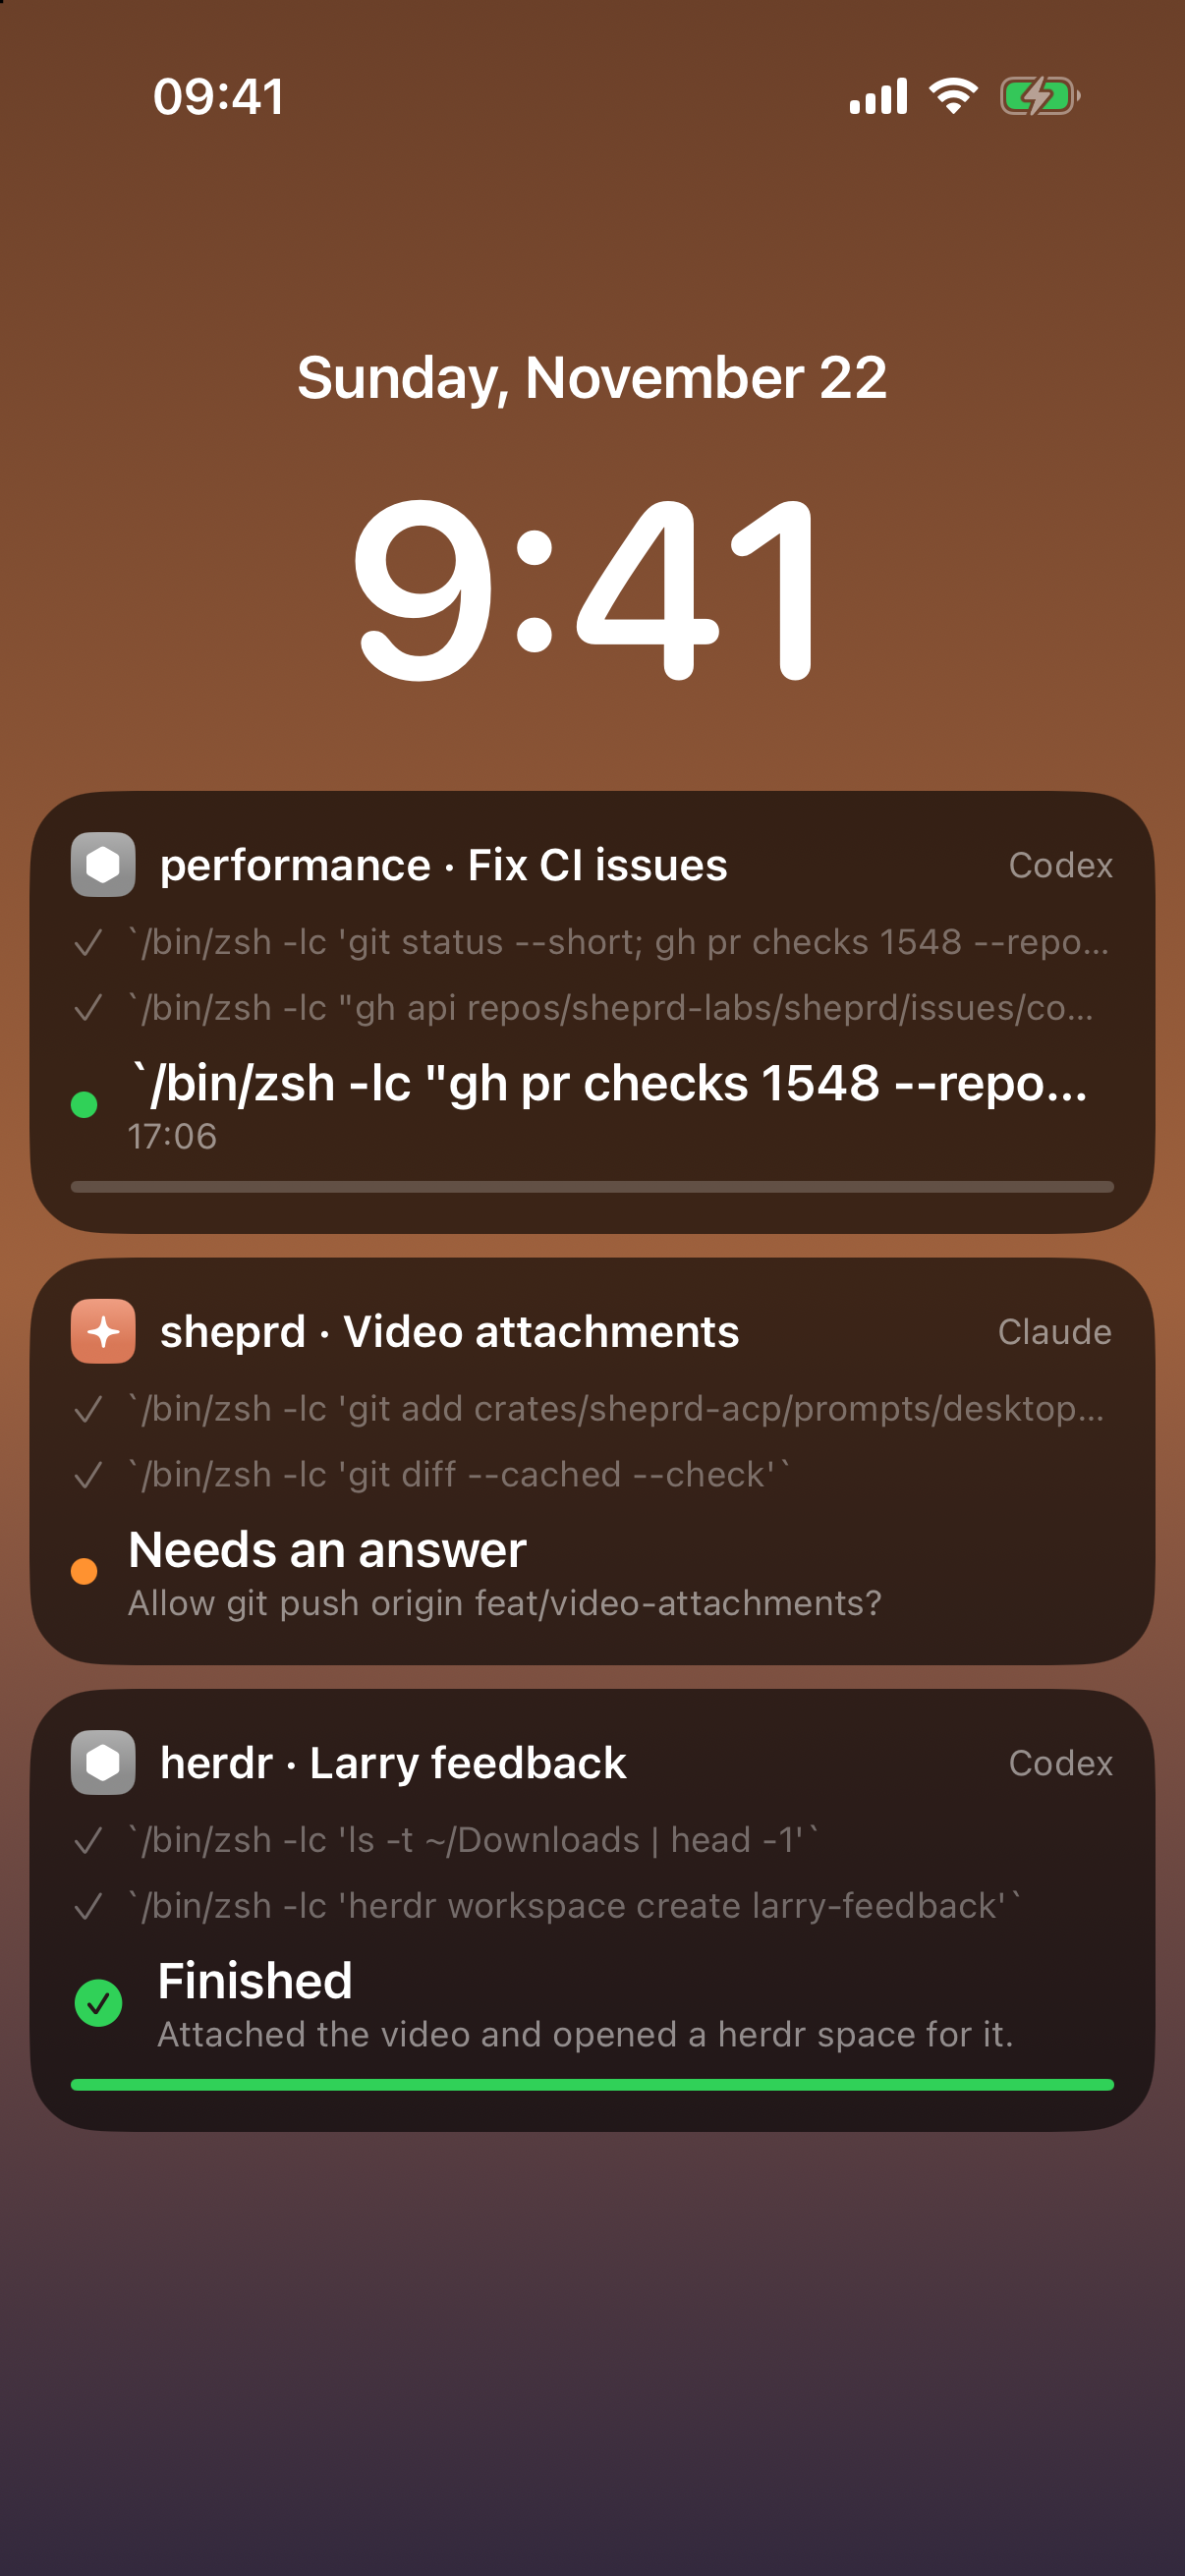 09:41
Sunday, November 22
9:41
performance · Fix CI issues Codex
`/bin/zsh -lc 'git status --short; gh pr checks 1548 --repo...
`/bin/zsh -lc "gh api repos/sheprd-labs/sheprd/issues/co...
`/bin/zsh -lc "gh pr checks 1548 --repo...
17:06
sheprd · Video attachments Claude
`/bin/zsh -lc 'git add crates/sheprd-acp/prompts/desktop...
`/bin/zsh -lc 'git diff --cached --check'`
Needs an answer
Allow git push origin feat/video-attachments?
herdr · Larry feedback Codex
`/bin/zsh -lc 'ls -t ~/Downloads | head -1'`
`/bin/zsh -lc 'herdr workspace create larry-feedback'`
Finished
Attached the video and opened a herdr space for it.